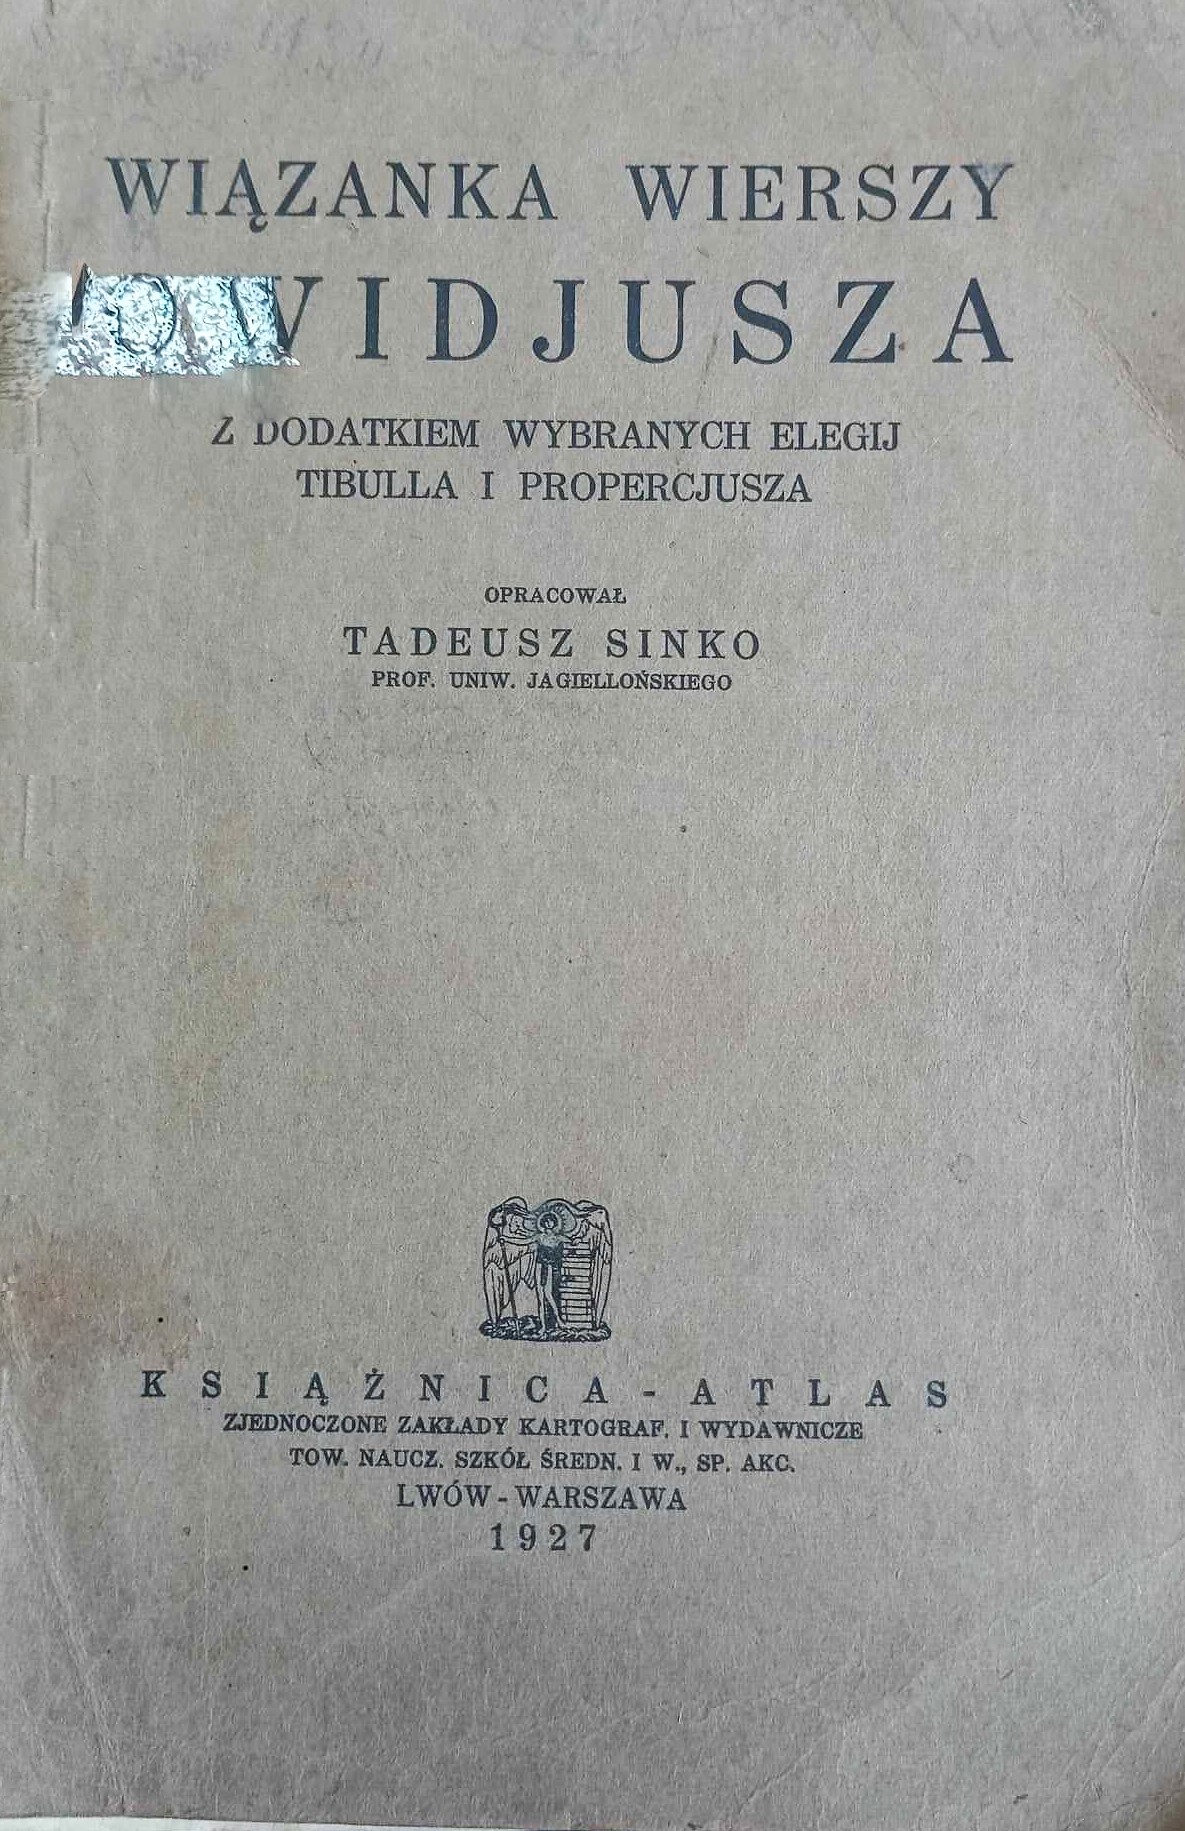 WIĄZANKA WIERSZY
OWIDJUSZA
Z DODATKIEM WYBRANYCH ELEGIJ
TIBULLA I PROPERCJUSZA
OPRACOWAŁ
TADEUSZ SINKO
PROF. UNIW. JAGIELLOŃSKIEGO
KSIĄŻNICA-ATLAS
ZJEDNOCZONE ZAKŁADY KARTOGRAF. I WYDAWNICZE
TOW. NAUCZ. SZKÓŁ ŚREDN. I W., SP. AKC.
LWÓW-WARSZAWA
1927